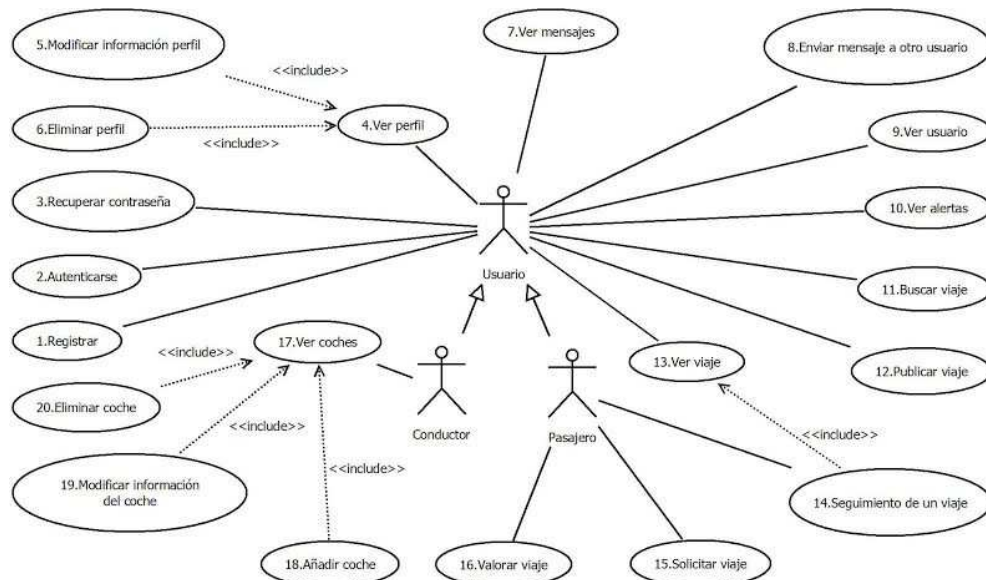 7.Ver mensajes
5.Modificar información perfil
8.Enviar mensaje a otro usuario
<<include>>
6.Eliminar perfil
4.Ver perfil
<<include>>
9.Ver usuario
3.Recuperar contraseña
10.Ver alertas
Usuario
2.Autenticarse
11.Buscar viaje
1.Registrar
17.Ver coches
<<include>>
13.Ver viaje
12.Publicar viaje
20.Eliminar coche
<<include>>
Conductor
Pasajero
<<include>>
<<include>>
19.Modificar información
del coche
14.Seguimiento de un viaje
18.Añadir coche
16.Valorar viaje
15.Solicitar viaje